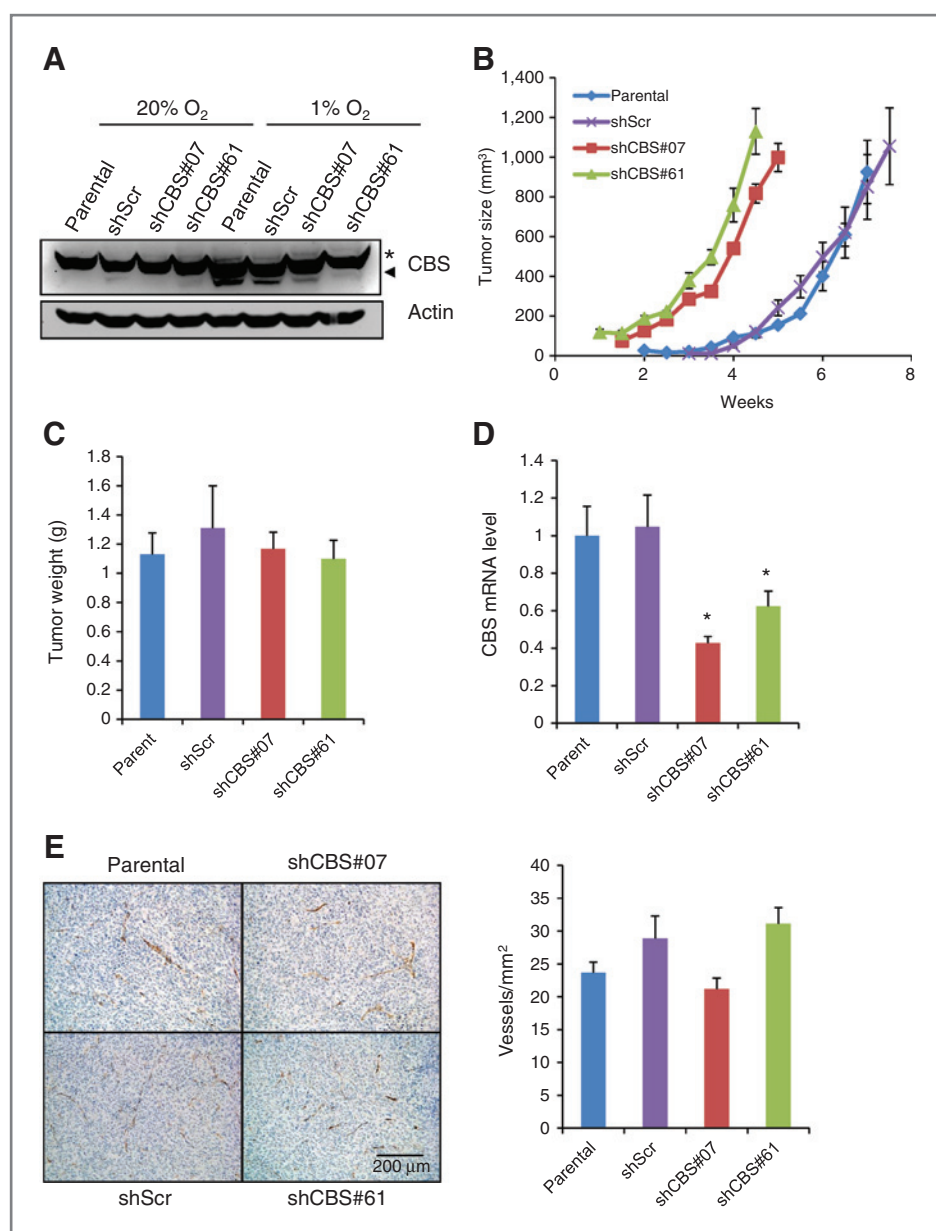 A
20% O2 1% O2
Parental shScr shCBS#07 shCBS#61 Parental shScr shCBS#07 shCBS#61
*
CBS
Actin
B
Tumor size (mm3)
1,400
1,200
1,000
800
600
400
200
0
Parental
shScr
shCBS#07
shCBS#61
0 2 4 6 8
Weeks
C
Tumor weight (g)
1.8
1.6
1.4
1.2
1
0.8
0.6
0.4
0.2
0
Parent shScr shCBS#07 shCBS#61
D
CBS mRNA level
1.4
1.2
1
0.8
0.6
0.4
0.2
0
* *
Parent shScr shCBS#07 shCBS#61
E
Parental shCBS#07
200 μm
shScr shCBS#61
Vessels/mm2
40
35
30
25
20
15
10
5
0
Parental shScr shCBS#07 shCBS#61